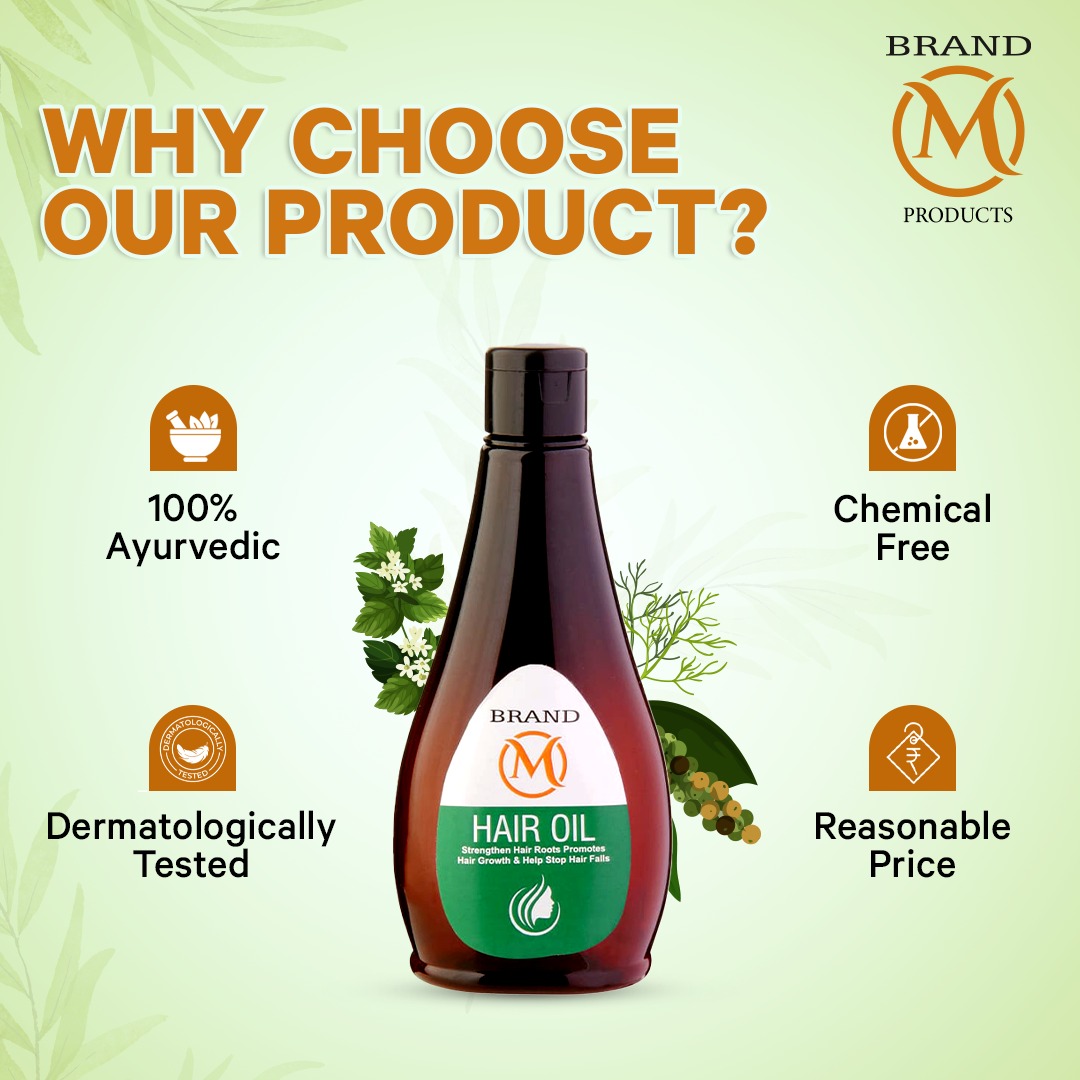 BRAND
M
PRODUCTS
WHY CHOOSE
OUR PRODUCT?
100%
Ayurvedic
Chemical
Free
BRAND
M
HAIR OIL
Strengthen Hair Roots Promotes
Hair Growth & Help Stop Hair Falls
DERMATOLOGICALLY
TESTED
Dermatologically
Tested
₹
Reasonable
Price